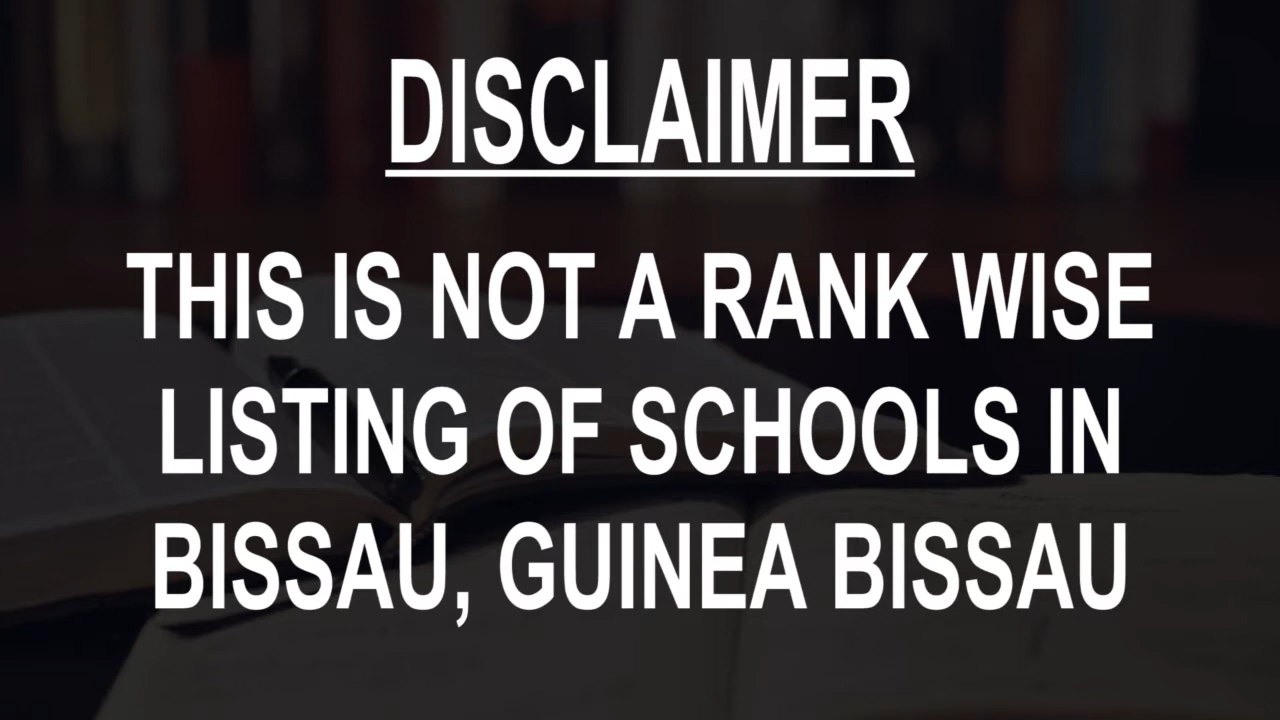 DISCLAIMER
THIS IS NOT A RANK WISE
LISTING OF SCHOOLS IN
BISSAU, GUINEA BISSAU